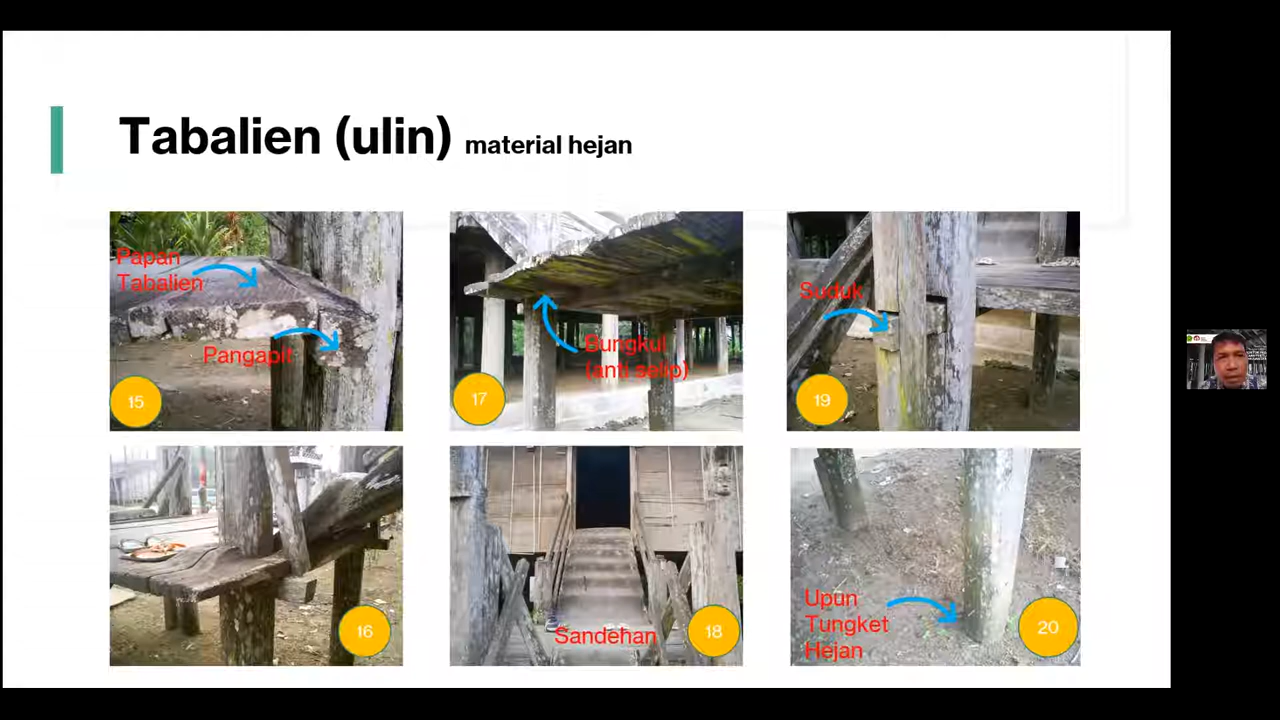 Tabalien (ulin) material hejan
Papan
Tabalien
Pangapit
15
Bungkul
(anti selip)
17
Suduk
19
16
Sandehan
18
Upun
Tungket
Hejan
20